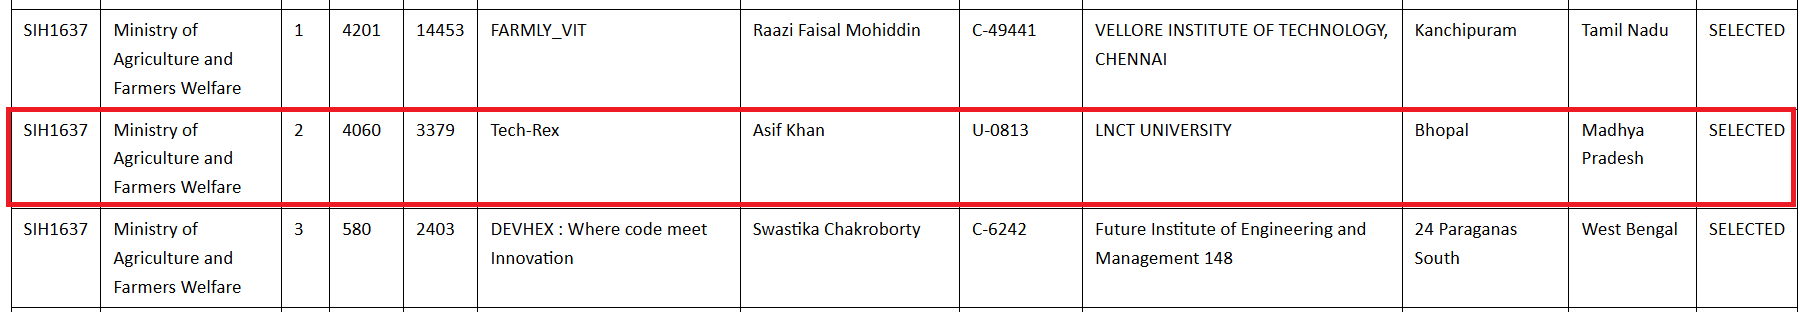 SIH1637 Ministry of 1 4201 14453 FARMLY_VIT Raazi Faisal Mohiddin C-49441 VELLORE INSTITUTE OF TECHNOLOGY, Kanchipuram Tamil Nadu SELECTED
Agriculture and CHENNAI
Farmers Welfare
SIH1637 Ministry of 2 4060 3379 Tech-Rex Asif Khan U-0813 LNCT UNIVERSITY Bhopal Madhya SELECTED
Agriculture and Pradesh
Farmers Welfare
SIH1637 Ministry of 3 580 2403 DEVHEX : Where code meet Swastika Chakroborty C-6242 Future Institute of Engineering and 24 Paraganas West Bengal SELECTED
Agriculture and Innovation Management 148 South
Farmers Welfare